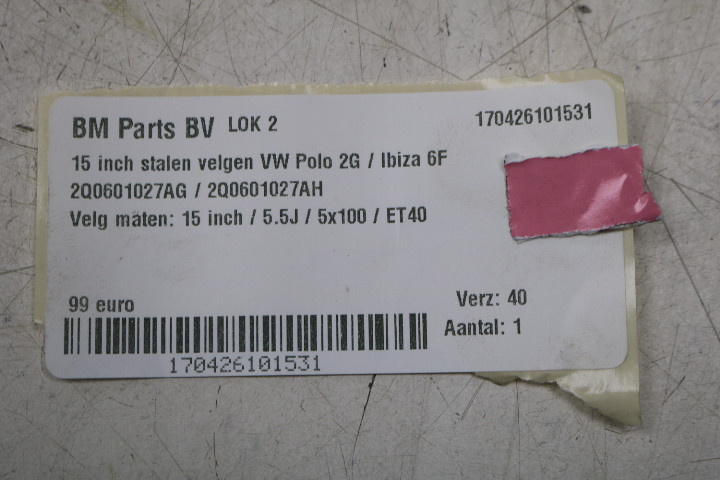 BM Parts BV LOK 2 170426101531
15 inch stalen velgen VW Polo 2G / Ibiza 6F
2Q0601027AG / 2Q0601027AH
Velg maten: 15 inch / 5.5J / 5x100 / ET40
99 euro Verz: 40
Aantal: 1
170426101531